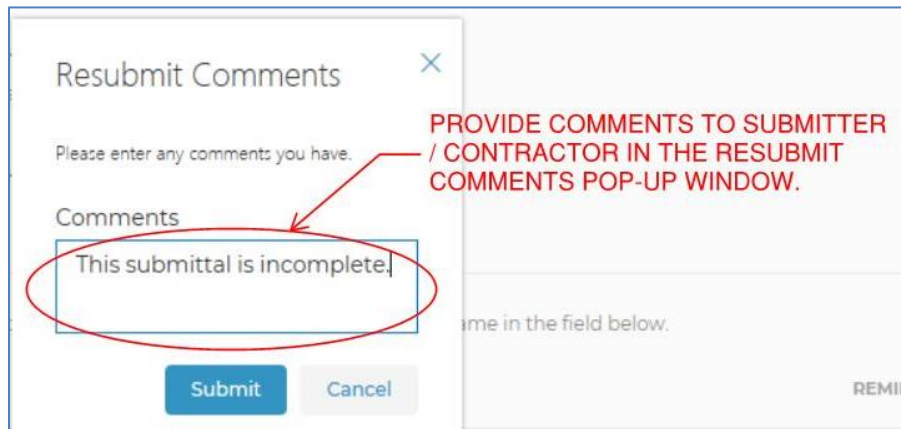 Resubmit Comments
PROVIDE COMMENTS TO SUBMITTER
/ CONTRACTOR IN THE RESUBMIT
COMMENTS POP-UP WINDOW.
Please enter any comments you have.
Comments
This submittal is incomplete.
ame in the field below.
Submit Cancel
REMI